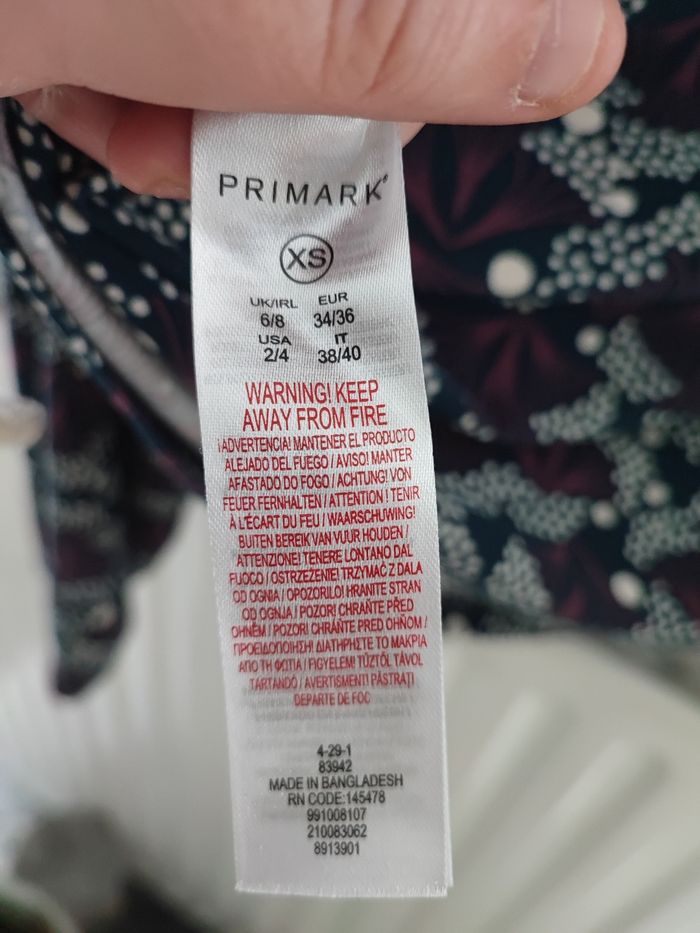 PRIMARK®
XS
UK/IRL EUR
6/8 34/36
USA IT
2/4 38/40
WARNING! KEEP
AWAY FROM FIRE
¡ADVERTENCIA! MANTENER EL PRODUCTO
ALEJADO DEL FUEGO / AVISO! MANTER
AFASTADO DO FOGO / ACHTUNG! VON
FEUER FERNHALTEN / ATTENTION ! TENIR
À L'ÉCART DU FEU / WAARSCHUWING!
BUITEN BEREIK VAN VUUR HOUDEN /
ATTENZIONE! TENERE LONTANO DAL
FUOCO / OSTRZEŻENIE! TRZYMAĆ Z DALA
OD OGNIA / OPOZORILO! HRANITE STRAN
OD OGNJA / POZOR! CHRAŇTE PŘED
OHNĚM / POZOR! CHRÁŇTE PRED OHŇOM /
ΠΡΟΕΙΔΟΠΟΙΗΣΗ! ΔΙΑΤΗΡΗΣΤΕ ΤΟ ΜΑΚΡΙΑ
ΑΠΟ ΤΗ ΦΩΤΙΑ / FIGYELEM! TŰZTŐL TÁVOL
TARTANDÓ / AVERTISMENT! PĂSTRAȚI
DEPARTE DE FOC
4-29-1
83942
MADE IN BANGLADESH
RN CODE:145478
991008107
210083062
8913901